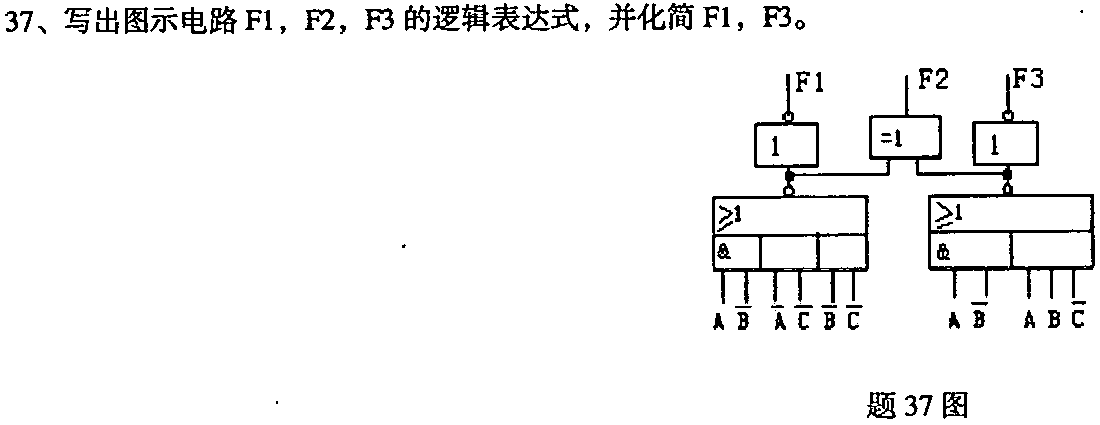 37、写出图示电路 F1，F2，F3 的逻辑表达式，并化简 F1，F3。
F1 F2 F3
1 =1 1
≥1 ≥1
& &
A B̅ A̅ C̅ B̅ C̅ A B̅ A B C̅
题 37 图